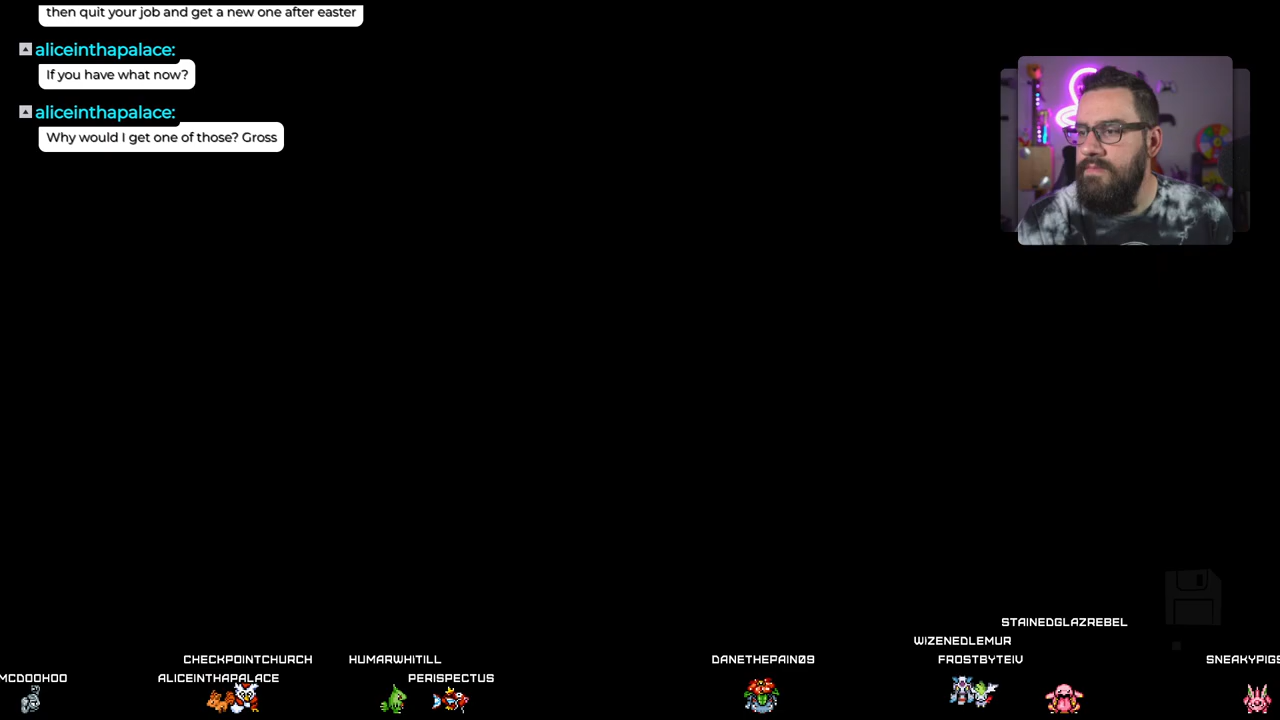 then quit your job and get a new one after easter
aliceinthapalace:
If you have what now?
aliceinthapalace:
Why would I get one of those? Gross
STAINEDGLAZREBEL
WIZENEDLEMUR
CHECKPOINTCHURCH HUMARWHITILL DANETHEPAIN09 FROSTBYTEIV SNEAKYPIGS
MCDOOHOO ALICEINTHAPALACE PERISPECTUS